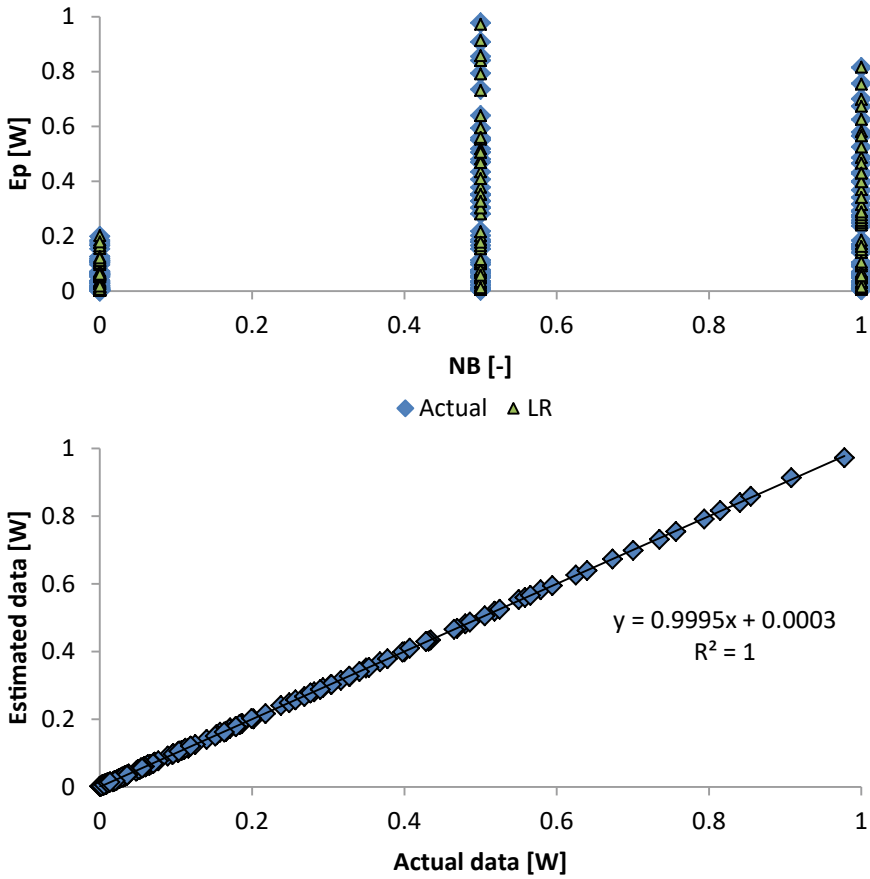 1
0.8
0.6
0.4
0.2
0
Ep [W]
0 0.2 0.4 0.6 0.8 1
NB [-]
Actual LR
1
0.8
0.6
0.4
0.2
0
Estimated data [W]
y = 0.9995x + 0.0003
R² = 1
0 0.2 0.4 0.6 0.8 1
Actual data [W]